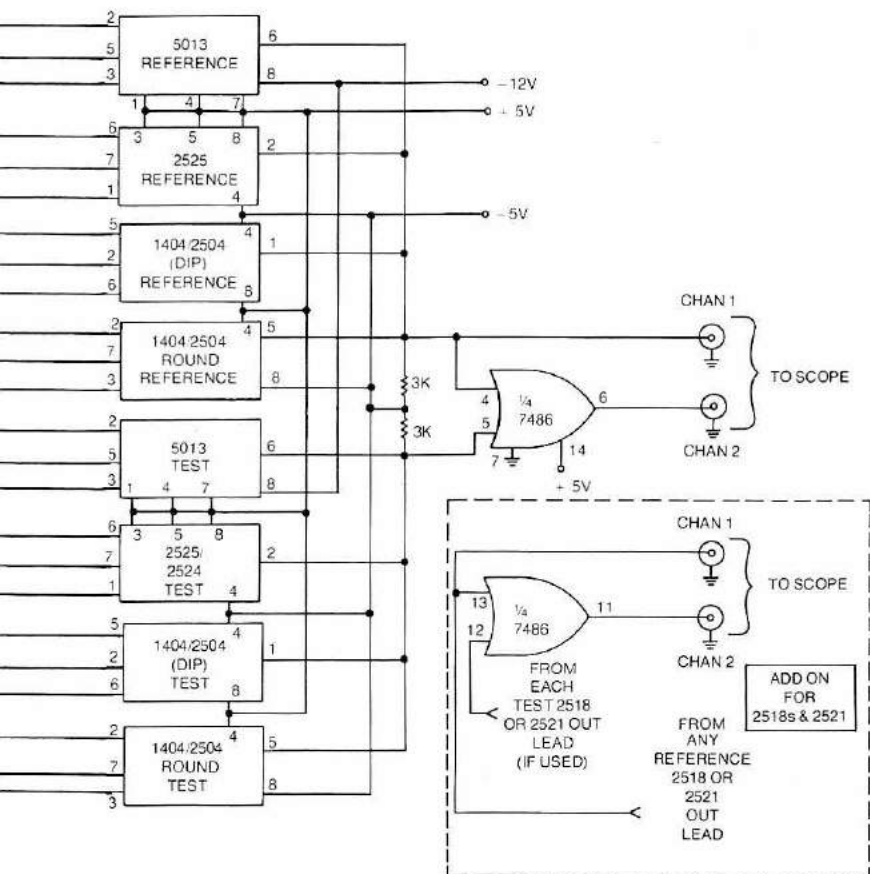 2
5
3
5013
REFERENCE
6
8
1 4 7
-12V
+ 5V
6
7
1
3 5 8
2525
REFERENCE
2
4
-5V
5
2
6
4
1404/2504
(DIP)
REFERENCE
1
8
2
7
3
4
1404/2504
ROUND
REFERENCE
5
8
3K
3K
2
5
3
5013
TEST
6
8
1 4 7
6
7
1
3 5 8
2525/
2524
TEST
2
4
5
2
6
4
1404/2504
(DIP)
TEST
1
8
2
7
3
4
1404/2504
ROUND
TEST
5
8
CHAN 1
TO SCOPE
4
5
¼
7486
6
7
14
+ 5V
CHAN 2
CHAN 1
TO SCOPE
13
12
¼
7486
11
CHAN 2
FROM
EACH
TEST 2518
OR 2521 OUT
LEAD
(IF USED)
FROM
ANY
REFERENCE
2518 OR
2521
OUT
LEAD
ADD ON
FOR
2518s & 2521